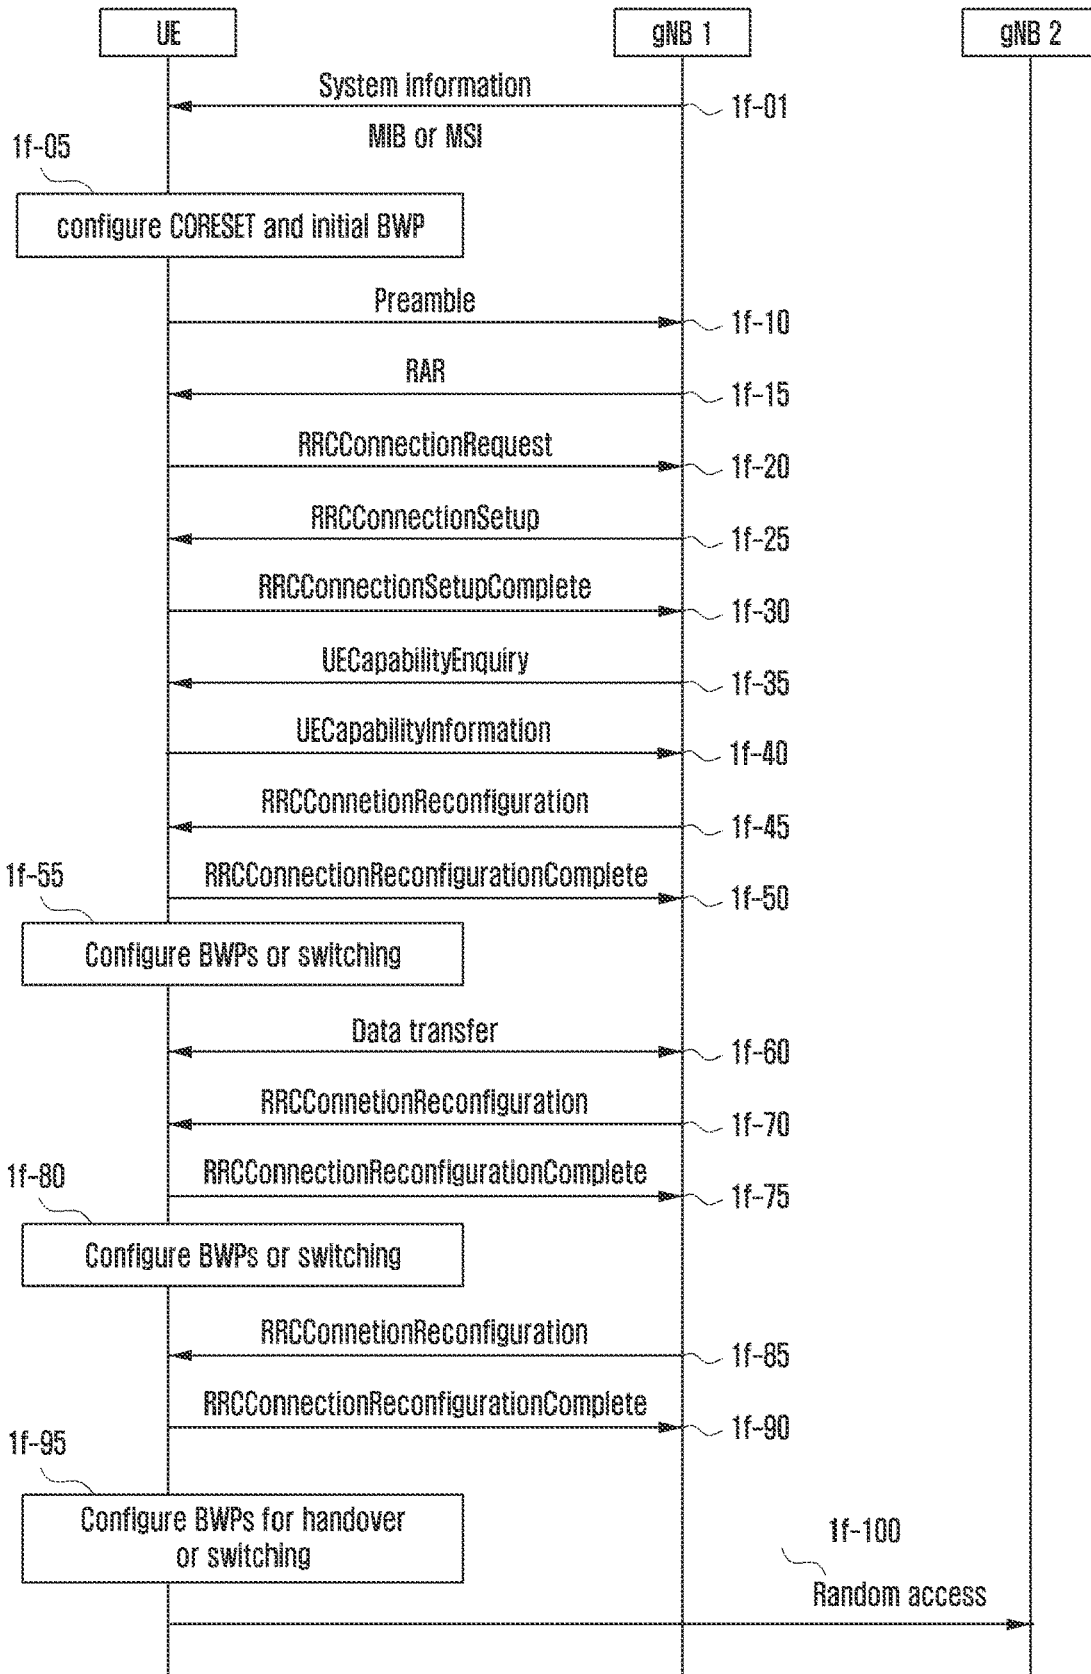 UE
gNB 1
gNB 2
System information
1f-01
MIB or MSI
1f-05
configure CORESET and initial BWP
Preamble
1f-10
RAR
1f-15
RRCConnectionRequest
1f-20
RRCConnectionSetup
1f-25
RRCConnectionSetupComplete
1f-30
UECapabilityEnquiry
1f-35
UECapabilityInformation
1f-40
RRCConnetionReconfiguration
1f-45
1f-55
RRCConnectionReconfigurationComplete
1f-50
Configure BWPs or switching
Data transfer
1f-60
RRCConnetionReconfiguration
1f-70
1f-80
RRCConnectionReconfigurationComplete
1f-75
Configure BWPs or switching
RRCConnetionReconfiguration
1f-85
RRCConnectionReconfigurationComplete
1f-90
1f-95
Configure BWPs for handover
or switching
1f-100
Random access